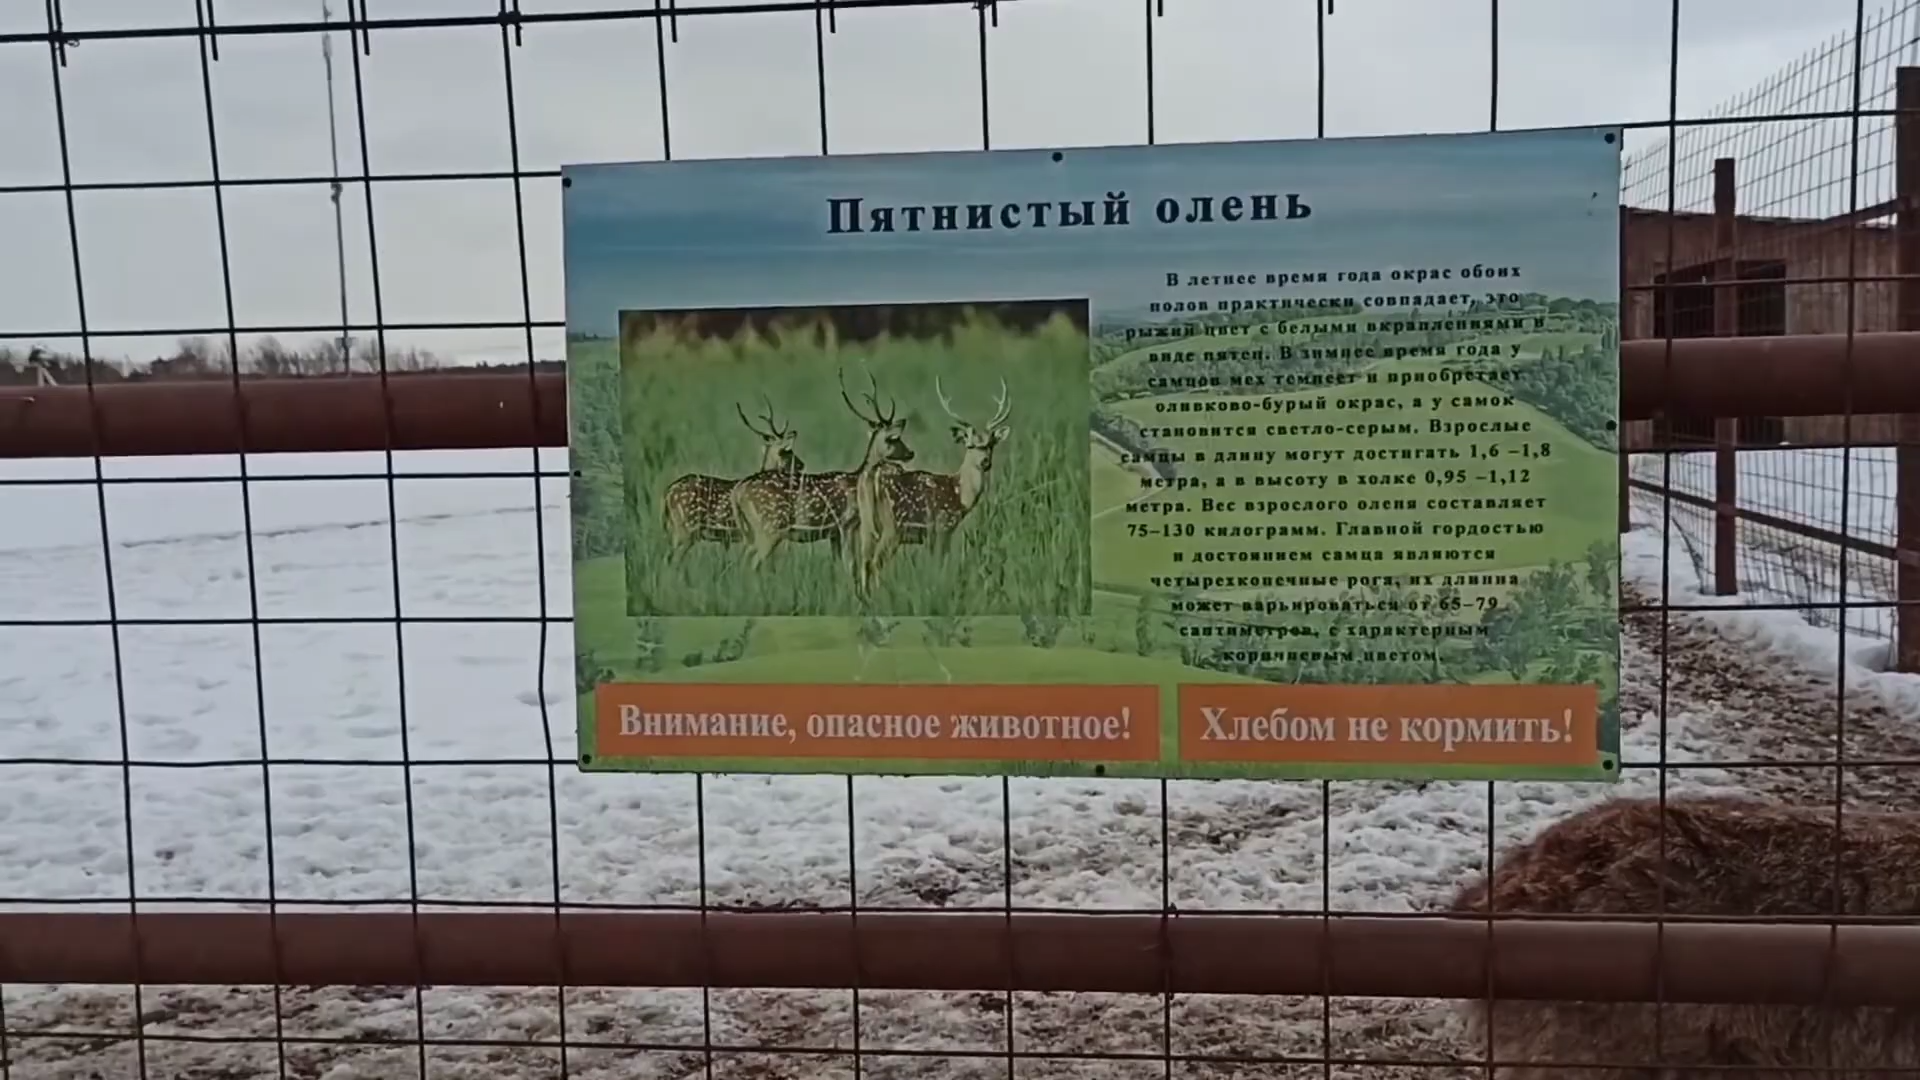 Пятнистый олень
В летнее время года окрас обоих
полов практически совпадает, это
рыжий цвет с белыми вкраплениями в
виде пятен. В зимнее время года у
самцов мех темнеет и приобретает
оливково-бурый окрас, а у самок
становится светло-серым. Взрослые
самцы в длину могут достигать 1,6 –1,8
метра, а в высоту в холке 0,95 –1,12
метра. Вес взрослого оленя составляет
75–130 килограмм. Главной гордостью
и достоянием самца являются
четырехконечные рога, их длинна
может варьироваться от 65–79
сантиметров, с характерным
коричневым цветом.
Внимание, опасное животное!
Хлебом не кормить!